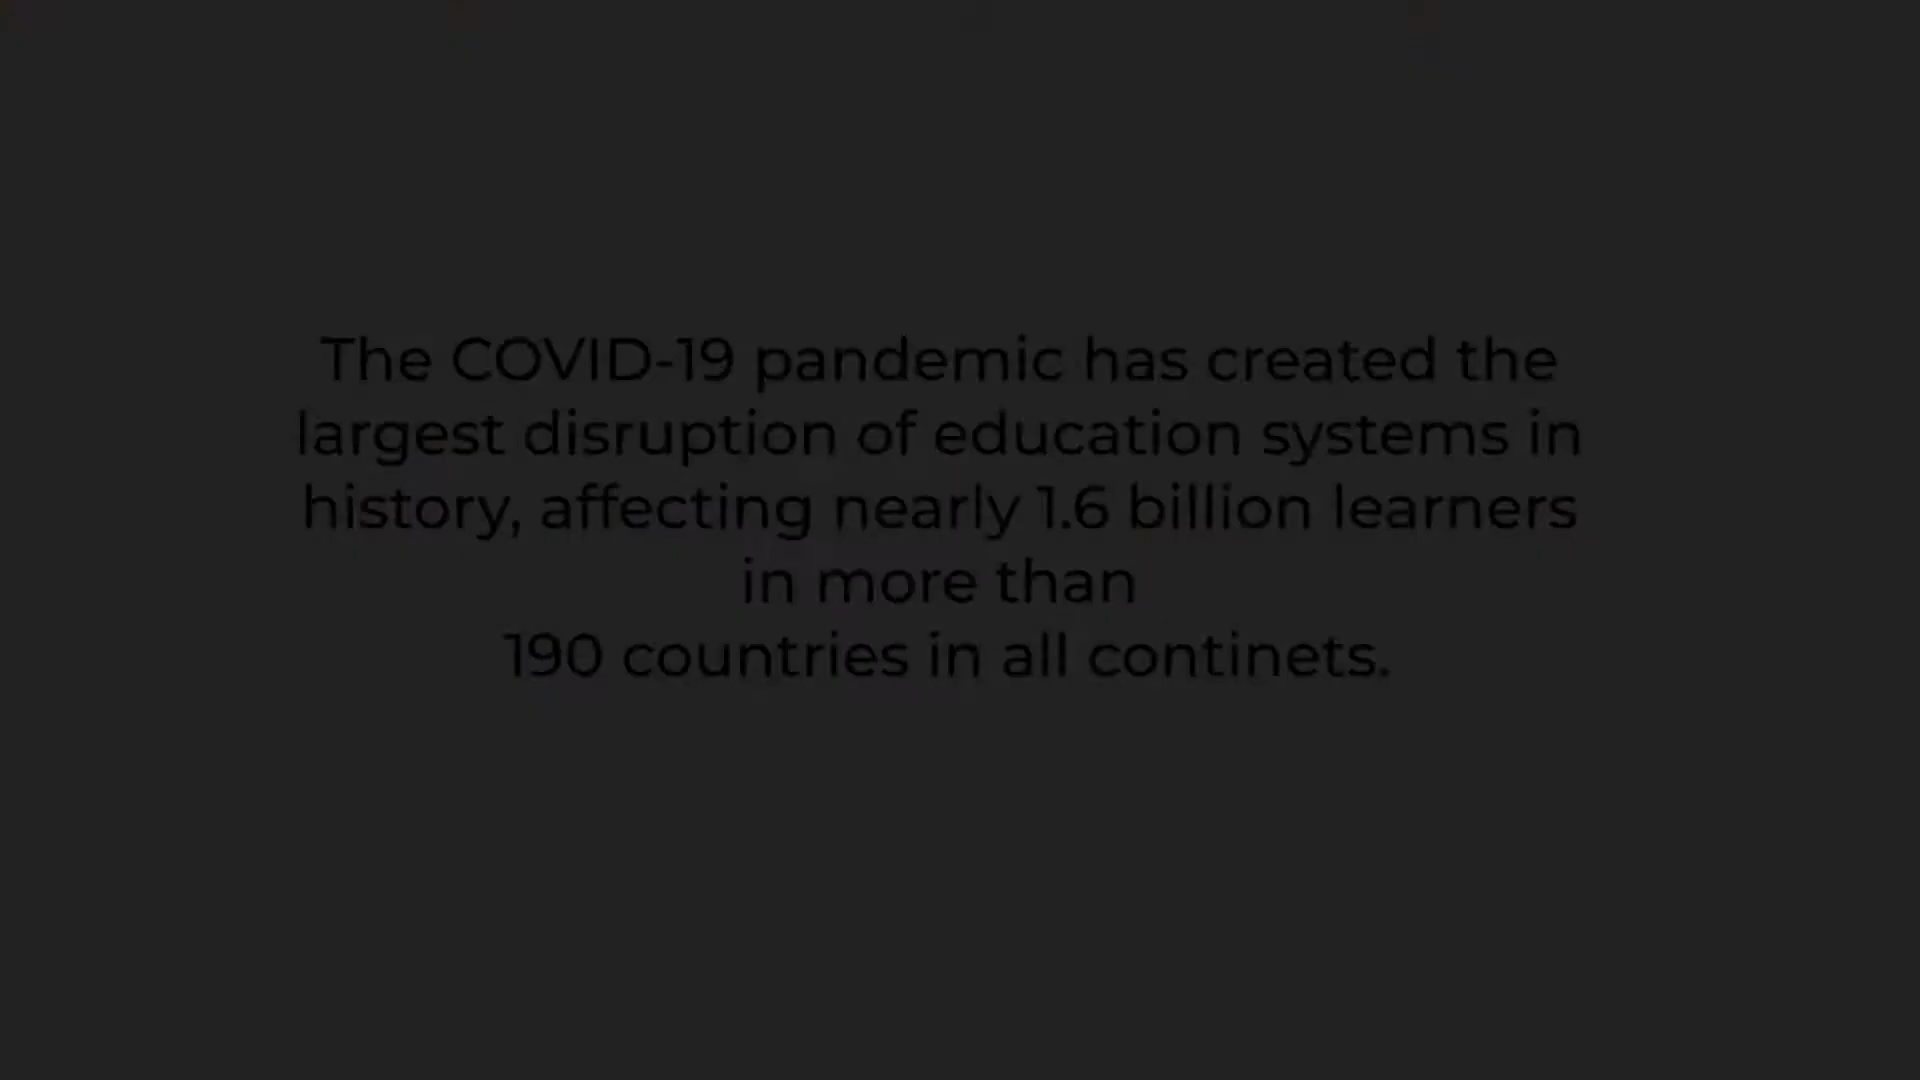 The COVID-19 pandemic has created the
largest disruption of education systems in
history, affecting nearly 1.6 billion learners
in more than
190 countries in all continets.